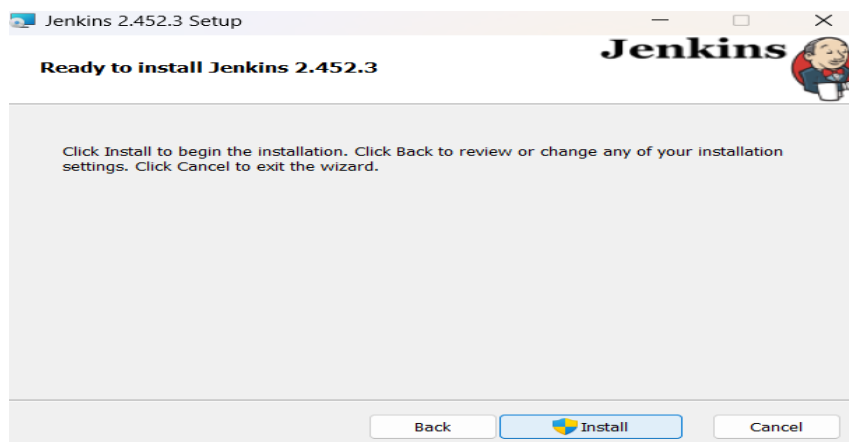 Jenkins 2.452.3 Setup
Jenkins
Ready to install Jenkins 2.452.3
Click Install to begin the installation. Click Back to review or change any of your installation
settings. Click Cancel to exit the wizard.
Back
Install
Cancel